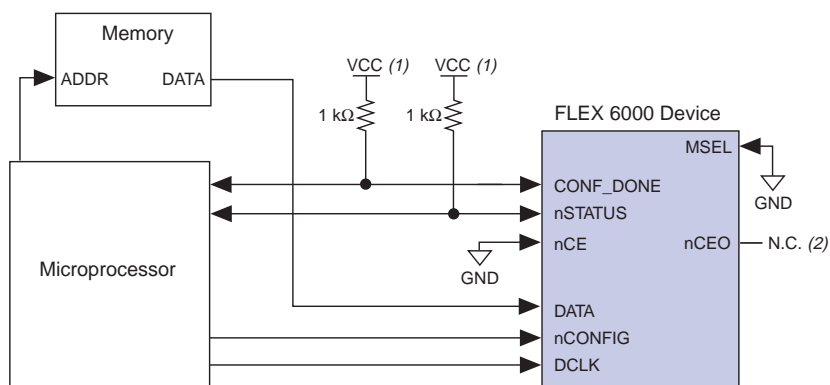 Memory
ADDR DATA
VCC (1) VCC (1)
1 kΩ 1 kΩ
FLEX 6000 Device
MSEL
GND
CONF_DONE
nSTATUS
nCE
nCEO
N.C. (2)
GND
Microprocessor
DATA
nCONFIG
DCLK